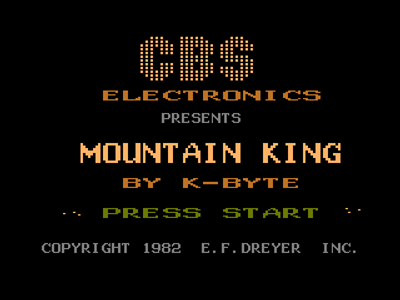 CBS
ELECTRONICS
PRESENTS
MOUNTAIN KING
BY K-BYTE
PRESS START
COPYRIGHT 1982 E.F.DREYER INC.